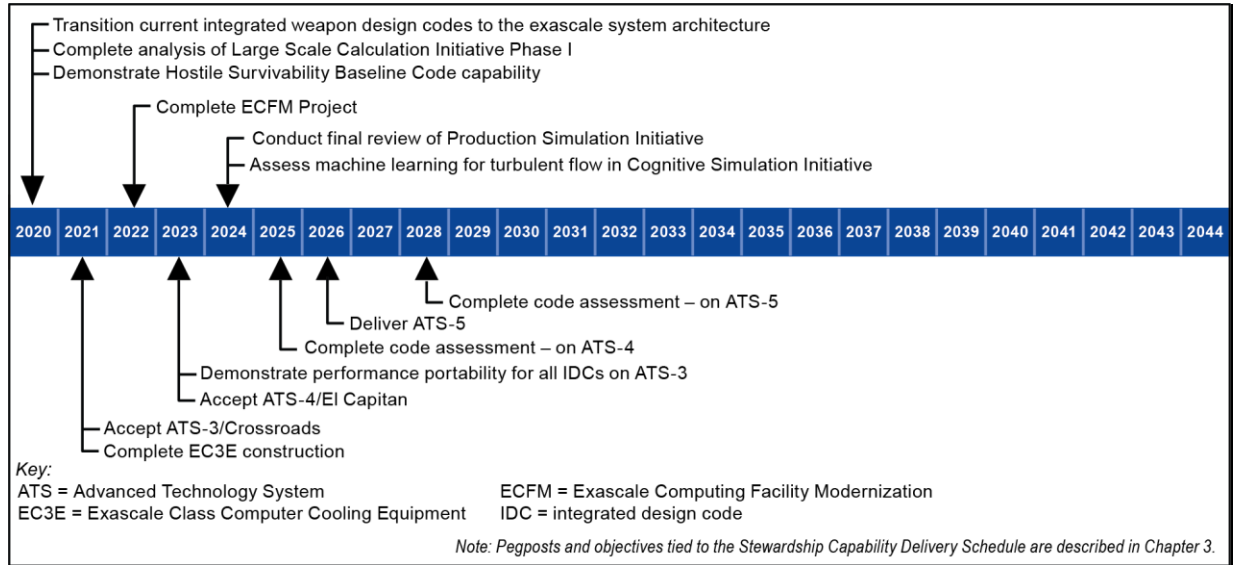 Transition current integrated weapon design codes to the exascale system architecture
Complete analysis of Large Scale Calculation Initiative Phase I
Demonstrate Hostile Survivability Baseline Code capability
Complete ECFM Project
Conduct final review of Production Simulation Initiative
Assess machine learning for turbulent flow in Cognitive Simulation Initiative
2020 2021 2022 2023 2024 2025 2026 2027 2028 2029 2030 2031 2032 2033 2034 2035 2036 2037 2038 2039 2040 2041 2042 2043 2044
Complete code assessment – on ATS-5
Deliver ATS-5
Complete code assessment – on ATS-4
Demonstrate performance portability for all IDCs on ATS-3
Accept ATS-4/El Capitan
Accept ATS-3/Crossroads
Complete EC3E construction
Key:
ATS = Advanced Technology System ECFM = Exascale Computing Facility Modernization
EC3E = Exascale Class Computer Cooling Equipment IDC = integrated design code
Note: Pegposts and objectives tied to the Stewardship Capability Delivery Schedule are described in Chapter 3.